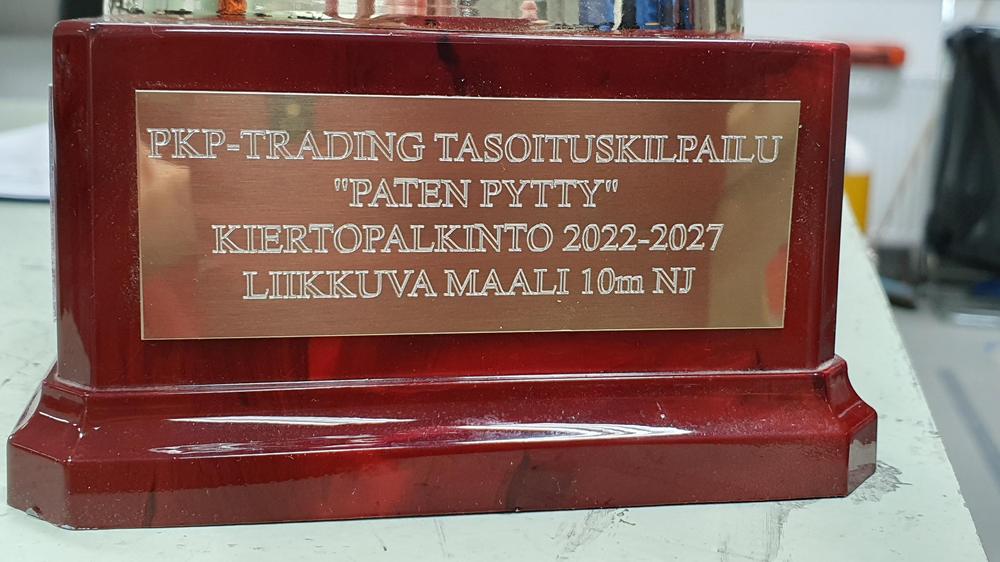 PKP-TRADING TASOITUSKILPAILU
"PATEN PYTTY"
KIERTOPALKINTO 2022-2027
LIIKKUVA MAALI 10m NJ